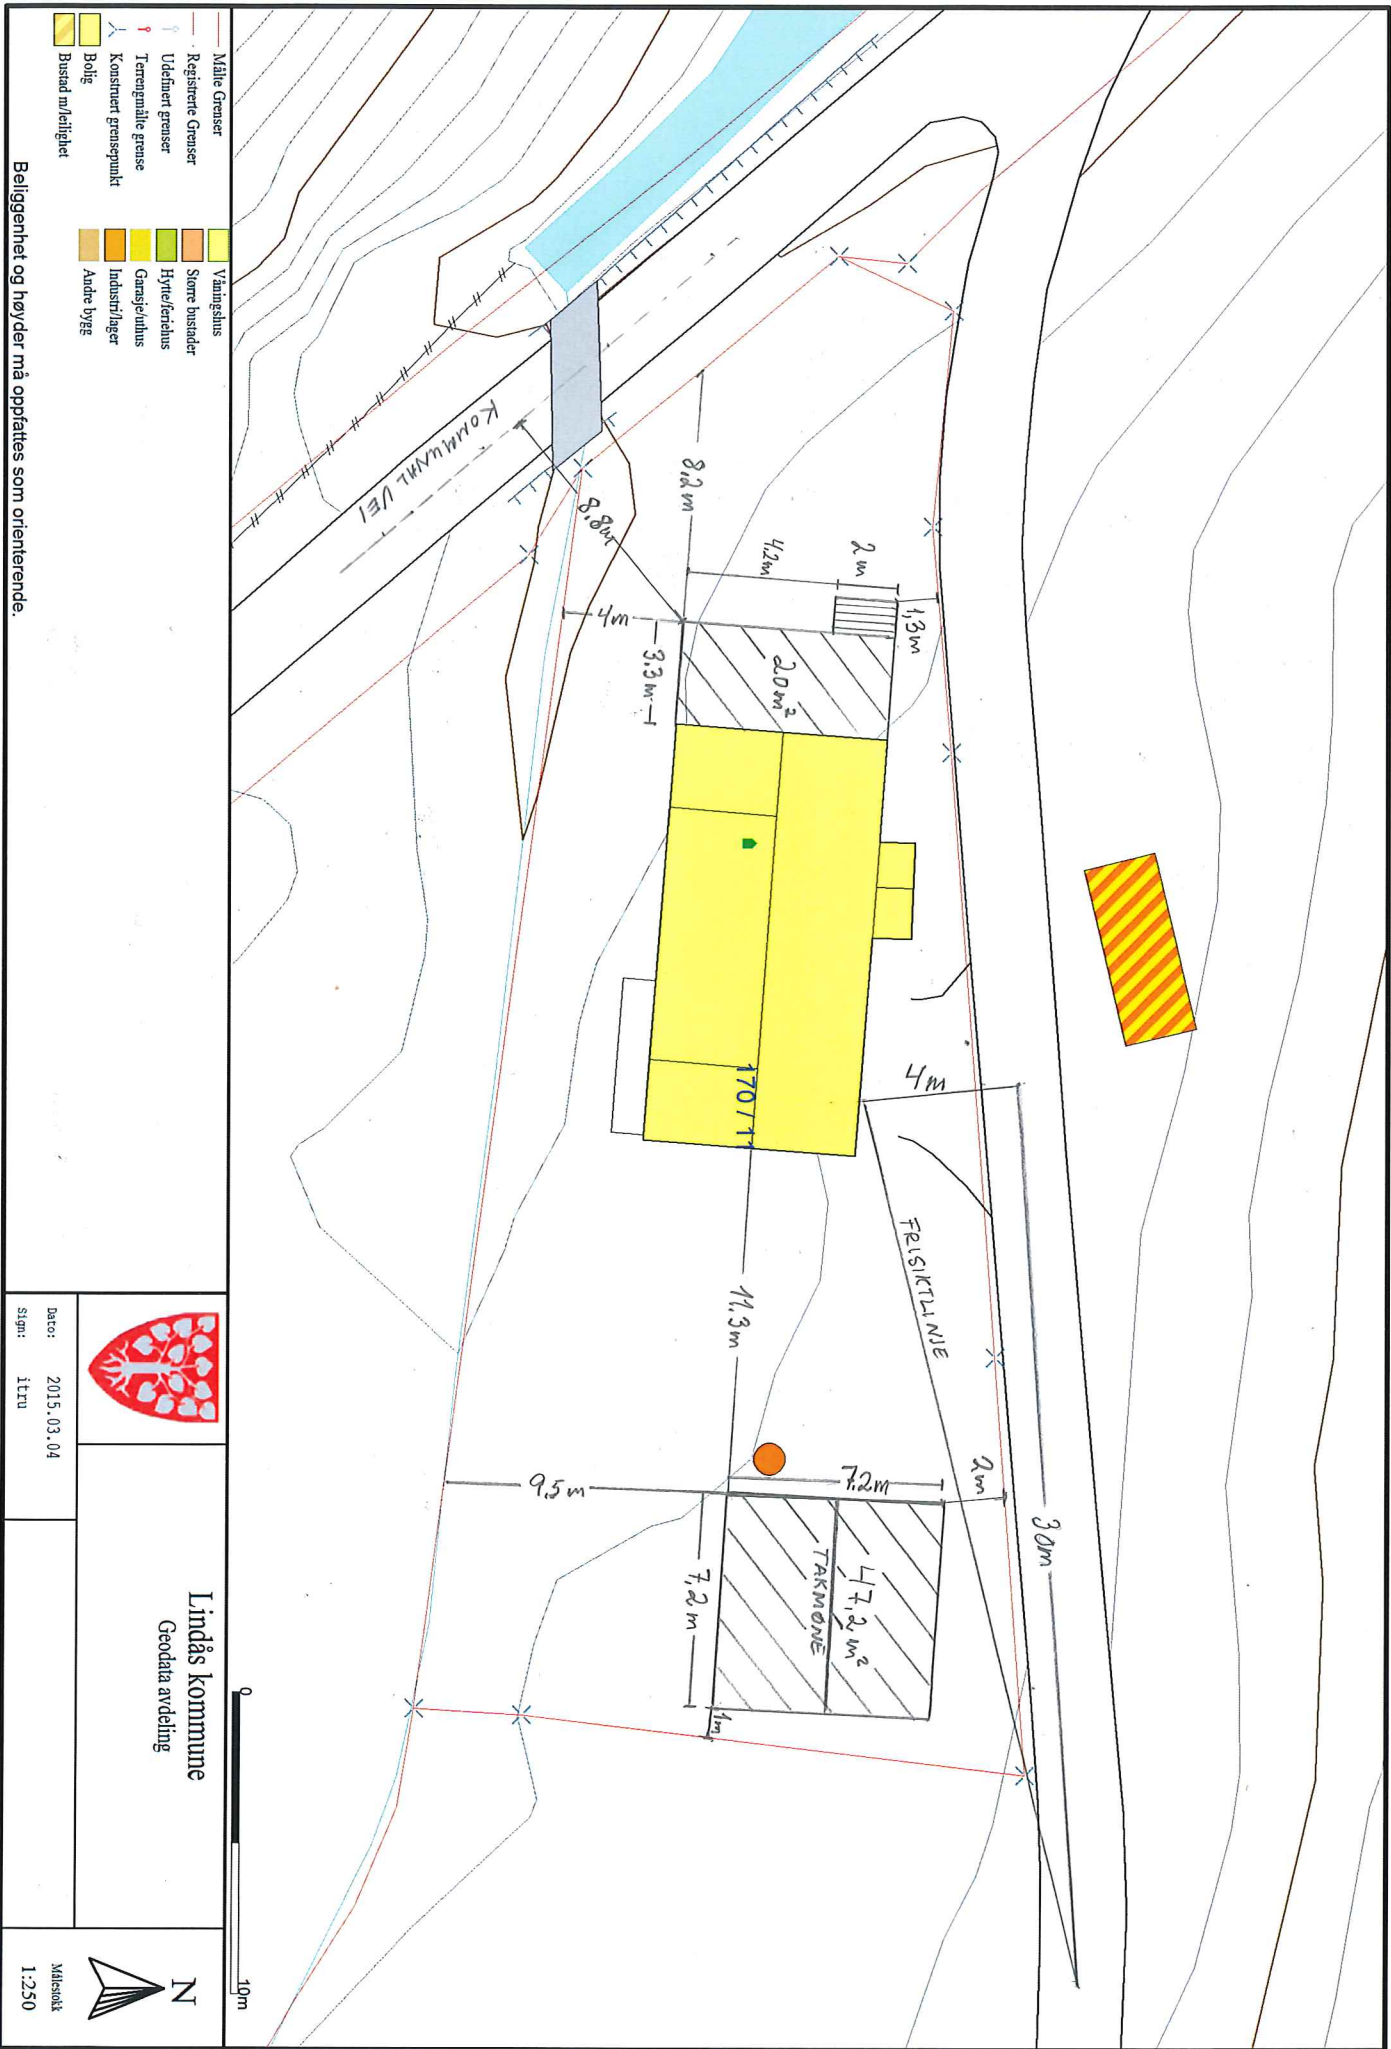 KOMMUNAL VEI
8,2m
8,8m
4,2m
2m
1,3m
4m
3.3m
20m²
170/11
4m
FRISIKTLINJE
11.3m
30m
2m
7.2m
9,5m
47,2 m²
TAKMØNE
7,2m
1m
Målte Grenser
Registrerte Grenser
Udefinert grenser
Terrengmålte grense
Konstruert grensepunkt
Bolig
Bustad m/leilighet
Våningshus
Større bustader
Hytte/feriehus
Garasje/uthus
Industri/lager
Andre bygg
Beliggenhet og høyder må oppfattes som orienterende.
Dato: 2015.03.04
Sign: itru
Lindås kommune
Geodata avdeling
0
10m
N
Målestokk
1:250